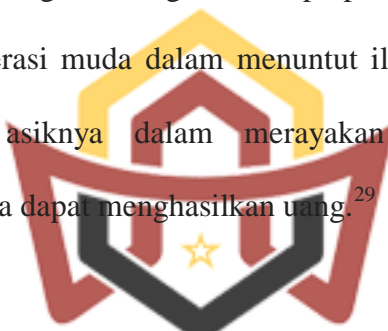 erasi muda dalam menuntut il
asiknya dalam merayakan
a dapat menghasilkan uang.29